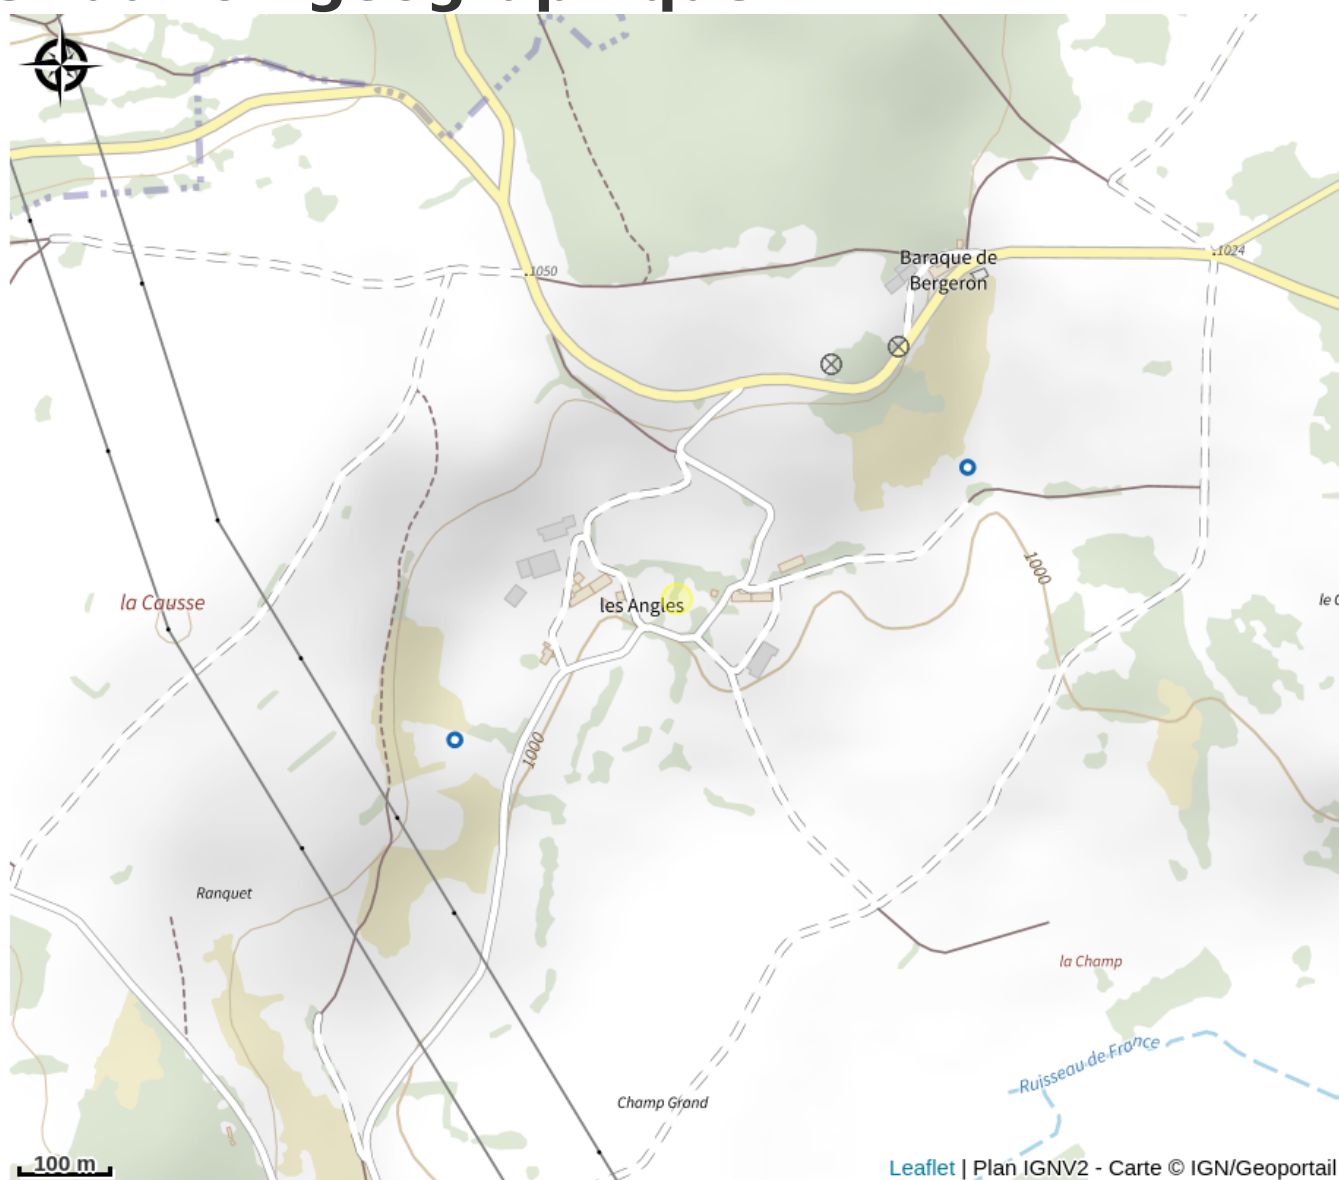 .1050
Baraque de
Bergeron
.1024
1000
la Causse
les Angles
1000
Ranquet
la Champ
Ruisseau de France
Champ Grand
100 m
Leaflet | Plan IGNV2 - Carte © IGN/Geoportail